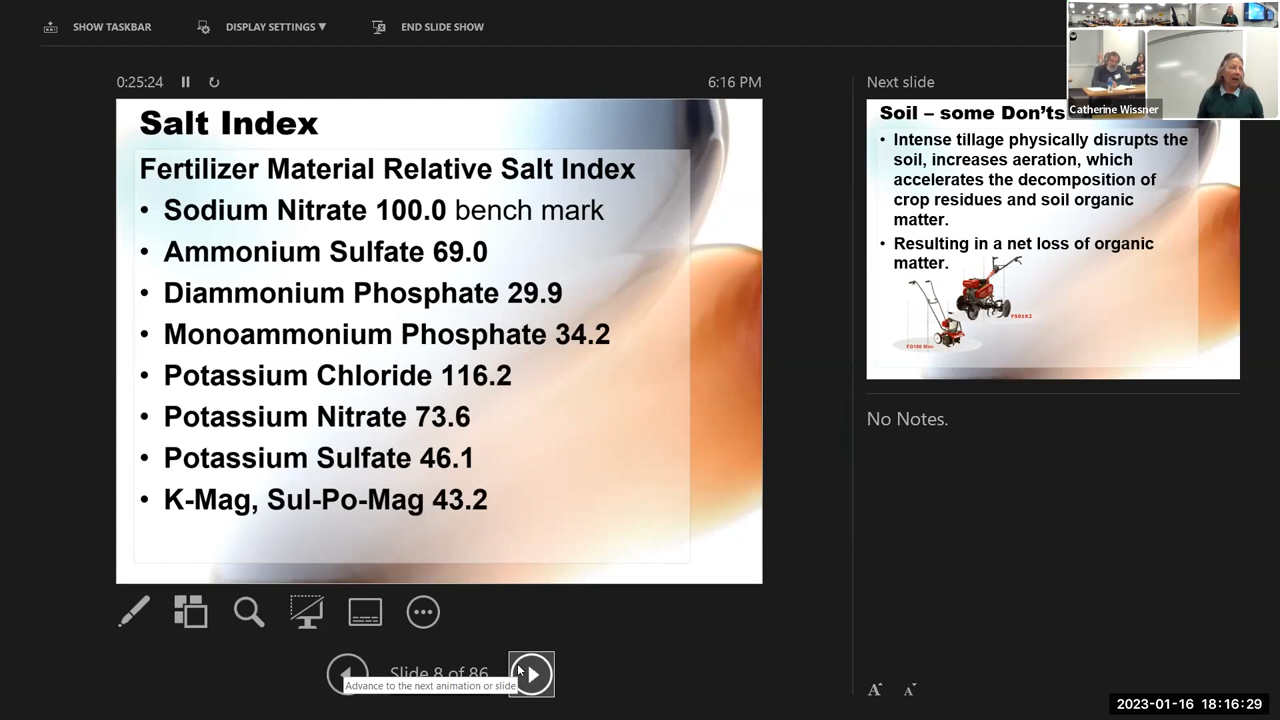 SHOW TASKBAR
DISPLAY SETTINGS ▼
END SLIDE SHOW
0:25:24
6:16 PM
Salt Index
Fertilizer Material Relative Salt Index
• Sodium Nitrate 100.0 bench mark
• Ammonium Sulfate 69.0
• Diammonium Phosphate 29.9
• Monoammonium Phosphate 34.2
• Potassium Chloride 116.2
• Potassium Nitrate 73.6
• Potassium Sulfate 46.1
• K-Mag, Sul-Po-Mag 43.2
Slide 8 of 86
Advance to the next animation or slide
Next slide
Catherine Wissner
Soil – some Don'ts
• Intense tillage physically disrupts the
soil, increases aeration, which
accelerates the decomposition of
crop residues and soil organic
matter.
• Resulting in a net loss of organic
matter.
FG100 Mini
No Notes.
A A
2023-01-16 18:16:29